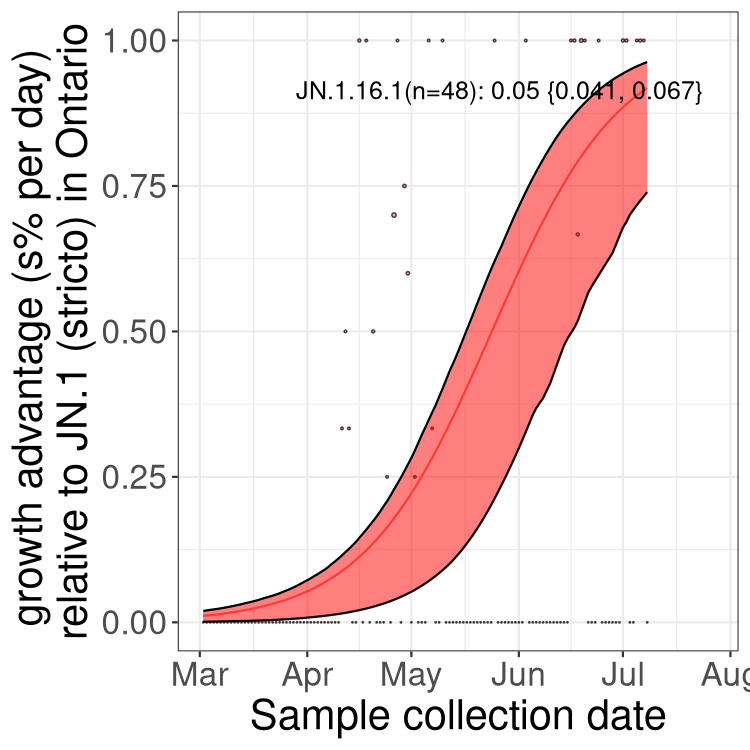 growth advantage (s% per day)
relative to JN.1 (stricto) in Ontario
1.00
0.75
0.50
0.25
0.00
JN.1.16.1(n=48): 0.05 {0.041, 0.067}
Mar Apr May Jun Jul Aug
Sample collection date